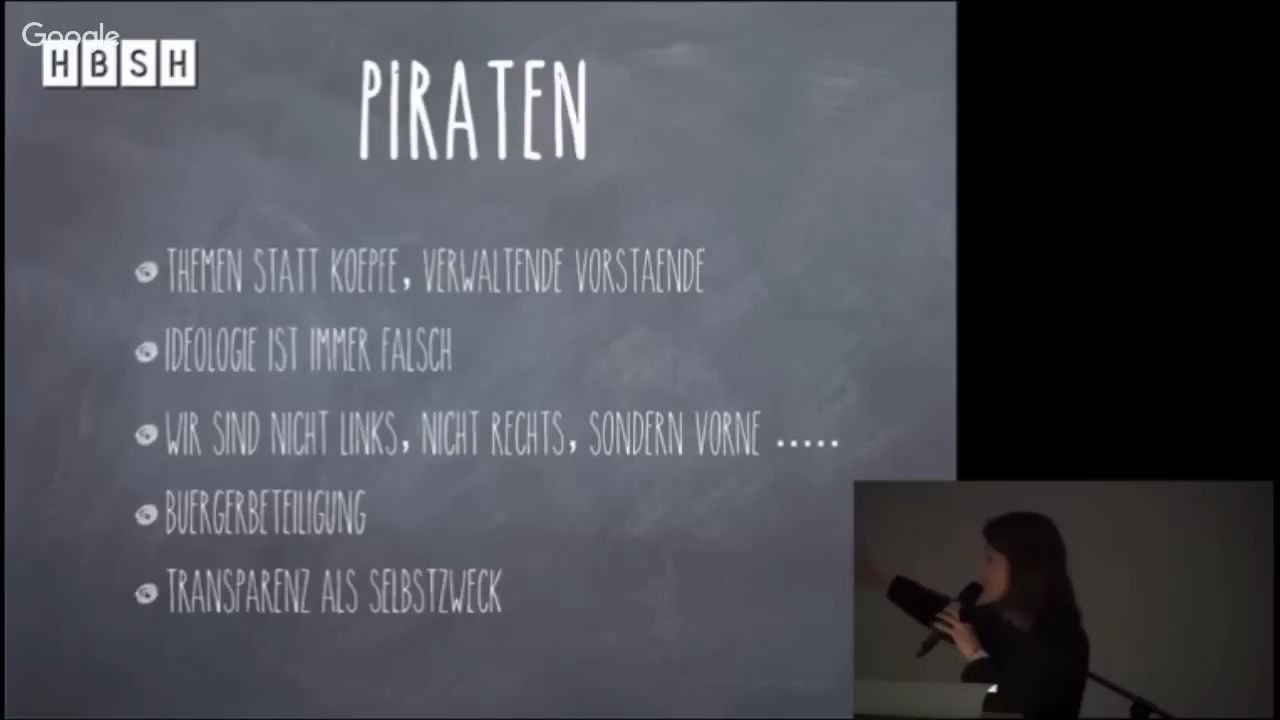 Google
HBSH
PIRATEN
THEMEN STATT KOEPFE, VERWALTENDE VORSTAENDE
IDEOLOGIE IST IMMER FALSCH
WIR SIND NICHT LINKS, NICHT RECHTS, SONDERN VORNE .....
BUERGERBETEILIGUNG
TRANSPARENZ ALS SELBSTZWECK